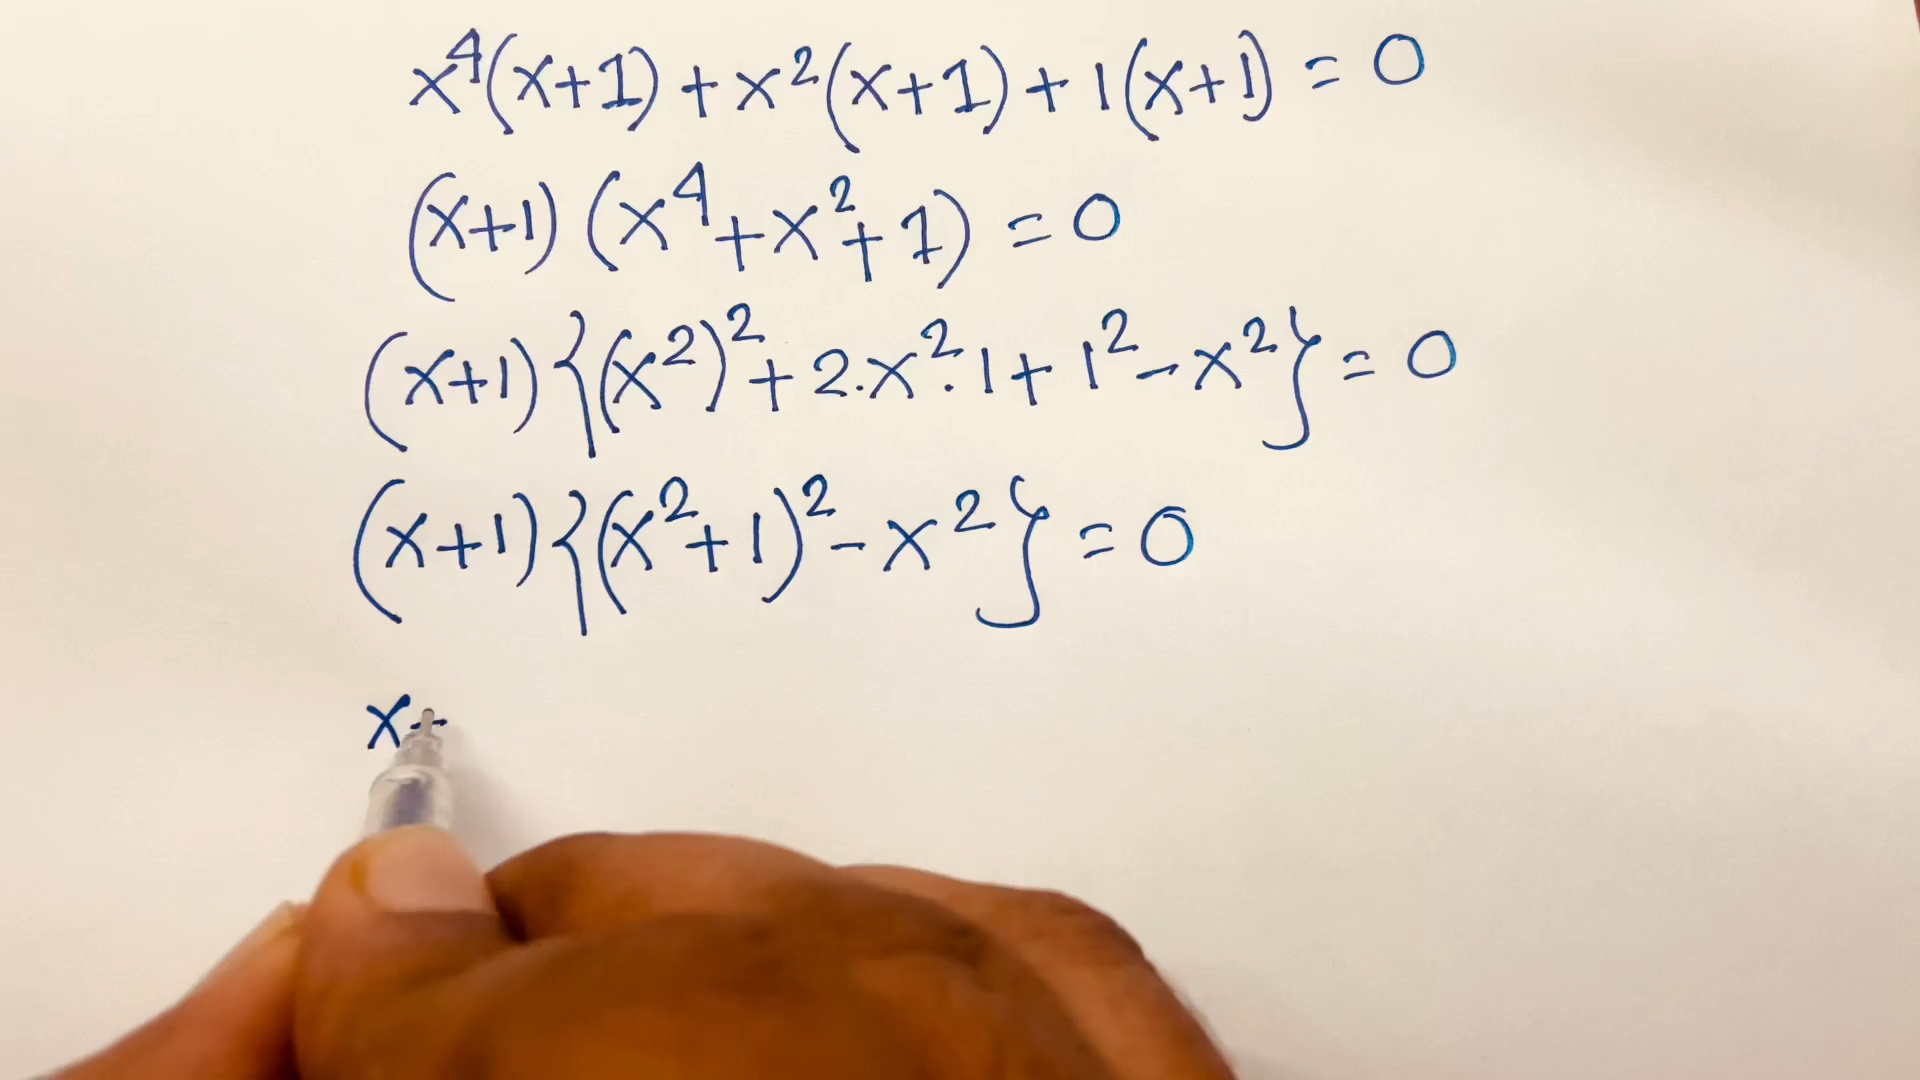 x⁴(x+1) + x²(x+1) + 1(x+1) = 0
(x+1) (x⁴+x²+1) = 0
(x+1){(x²)²+2.x².1+1²-x²} = 0
(x+1){(x²+1)²-x²} = 0
x+